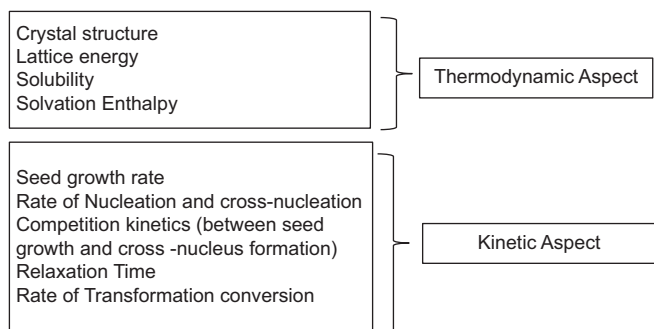 Crystal structure
Lattice energy
Solubility
Solvation Enthalpy
Thermodynamic Aspect
Seed growth rate
Rate of Nucleation and cross-nucleation
Competition kinetics (between seed
growth and cross -nucleus formation)
Relaxation Time
Rate of Transformation conversion
Kinetic Aspect